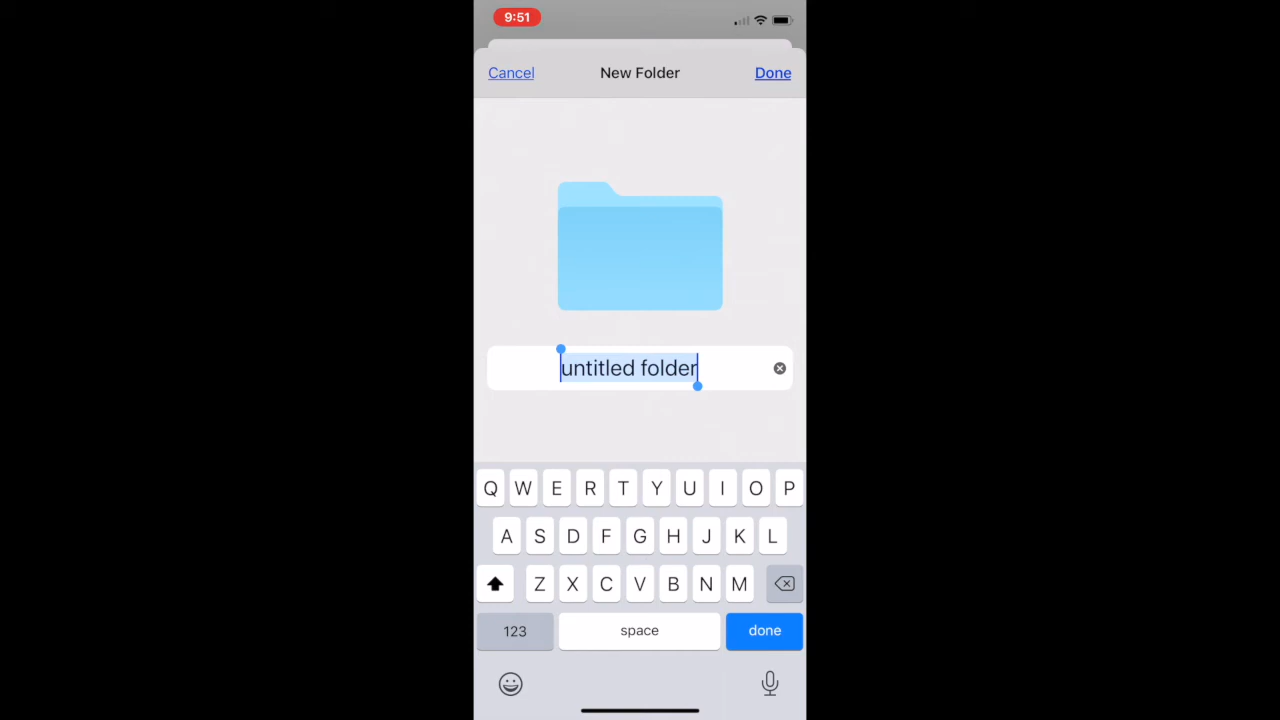 9:51
Cancel New Folder Done
untitled folder
Q W E R T Y U I O P
A S D F G H J K L
Z X C V B N M
123 space done